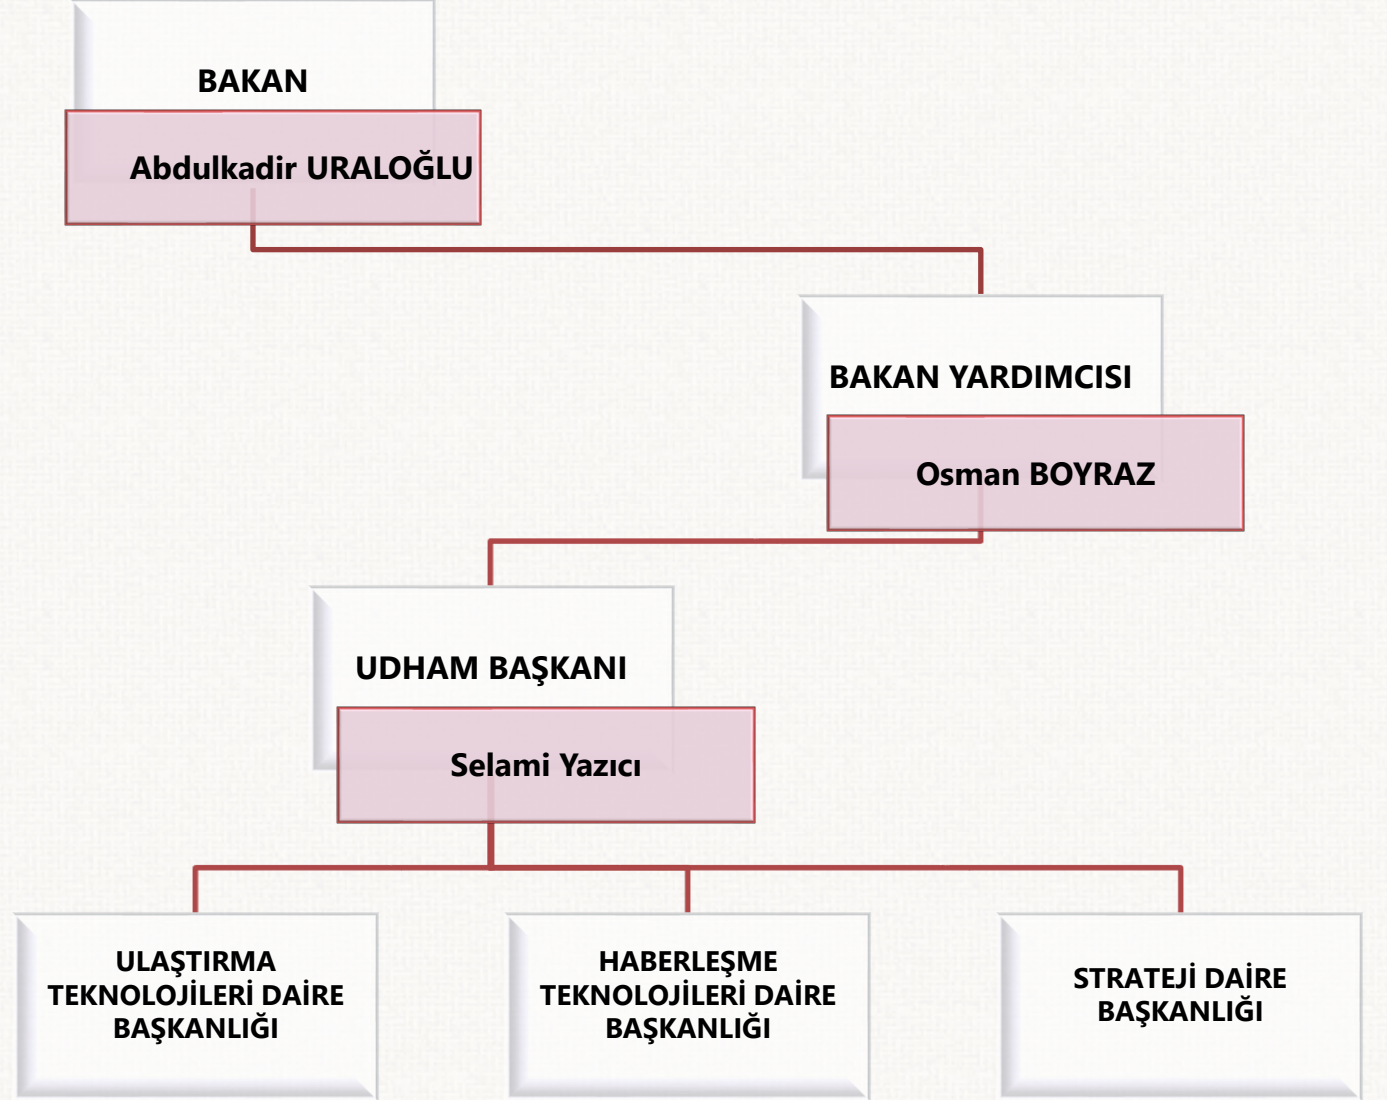 BAKAN
Abdulkadir URALOĞLU
BAKAN YARDIMCISI
Osman BOYRAZ
UDHAM BAŞKANI
Selami Yazıcı
ULAŞTIRMA
TEKNOLOJİLERİ DAİRE
BAŞKANLIĞI
HABERLEŞME
TEKNOLOJİLERİ DAİRE
BAŞKANLIĞI
STRATEJİ DAİRE
BAŞKANLIĞI